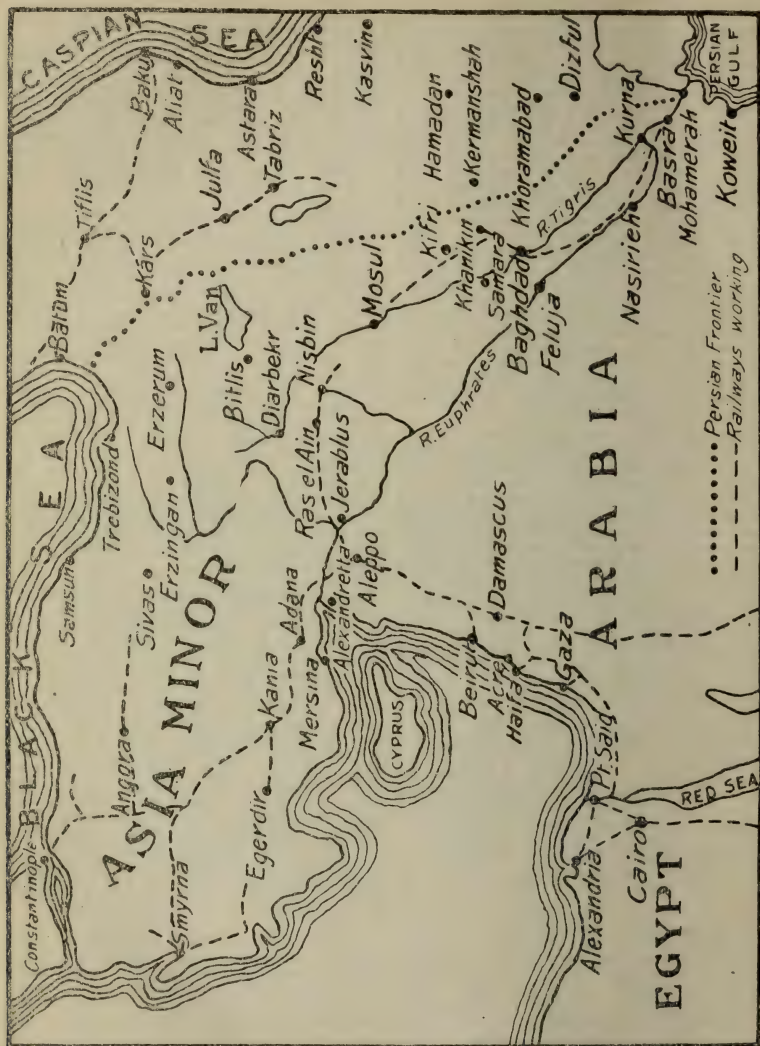 CASPIAN SEA
BLACK SEA
Constantinople
Samsun
Trebizond
Batum
Tiflis
Baku
Aliat
Astara
Resht
Kasvine
Kars
Julfa
Tabriz
Angora
Sivas
Erzingan
Erzerum
L. Van
Bitlis
Diarbekr
ASIA MINOR
Smyrna
Egerdir
Kania
Adana
Mersina
Alexandretta
Aleppo
Jerablus
Ras el Ain
Nisbin
Mosul
Kifri
Khanikin
Samara
Hamadan
Kermanshah
Khoramabad
Dizful
Baghdad
Feluja
R. Tigris
R. Euphrates
Kurna
Nasirieh
Basra
Mohamerah
Koweit
PERSIAN
GULF
CYPRUS
Beirut
Damascus
Acre
Haifa
Gaza
ARABIA
Pt. Said
Alexandria
Cairo
RED SEA
EGYPT
Persian Frontier
Railways working